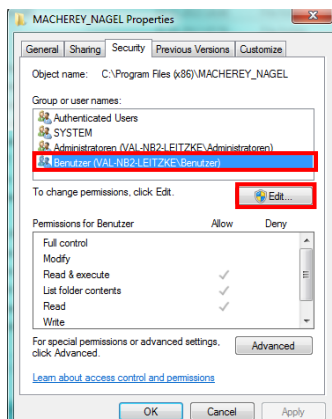 MACHEREY_NAGEL Properties
General Sharing Security Previous Versions Customize
Object name: C:\Program Files (x86)\MACHEREY_NAGEL
Group or user names:
Authenticated Users
SYSTEM
Administratoren (VAL-NB2-LEITZKE\Administratoren)
Benutzer (VAL-NB2-LEITZKE\Benutzer)
To change permissions, click Edit.
Edit...
Permissions for Benutzer Allow Deny
Full control
Modify
Read & execute
List folder contents
Read
Write
For special permissions or advanced settings, click Advanced.
Advanced
Learn about access control and permissions
OK Cancel Apply